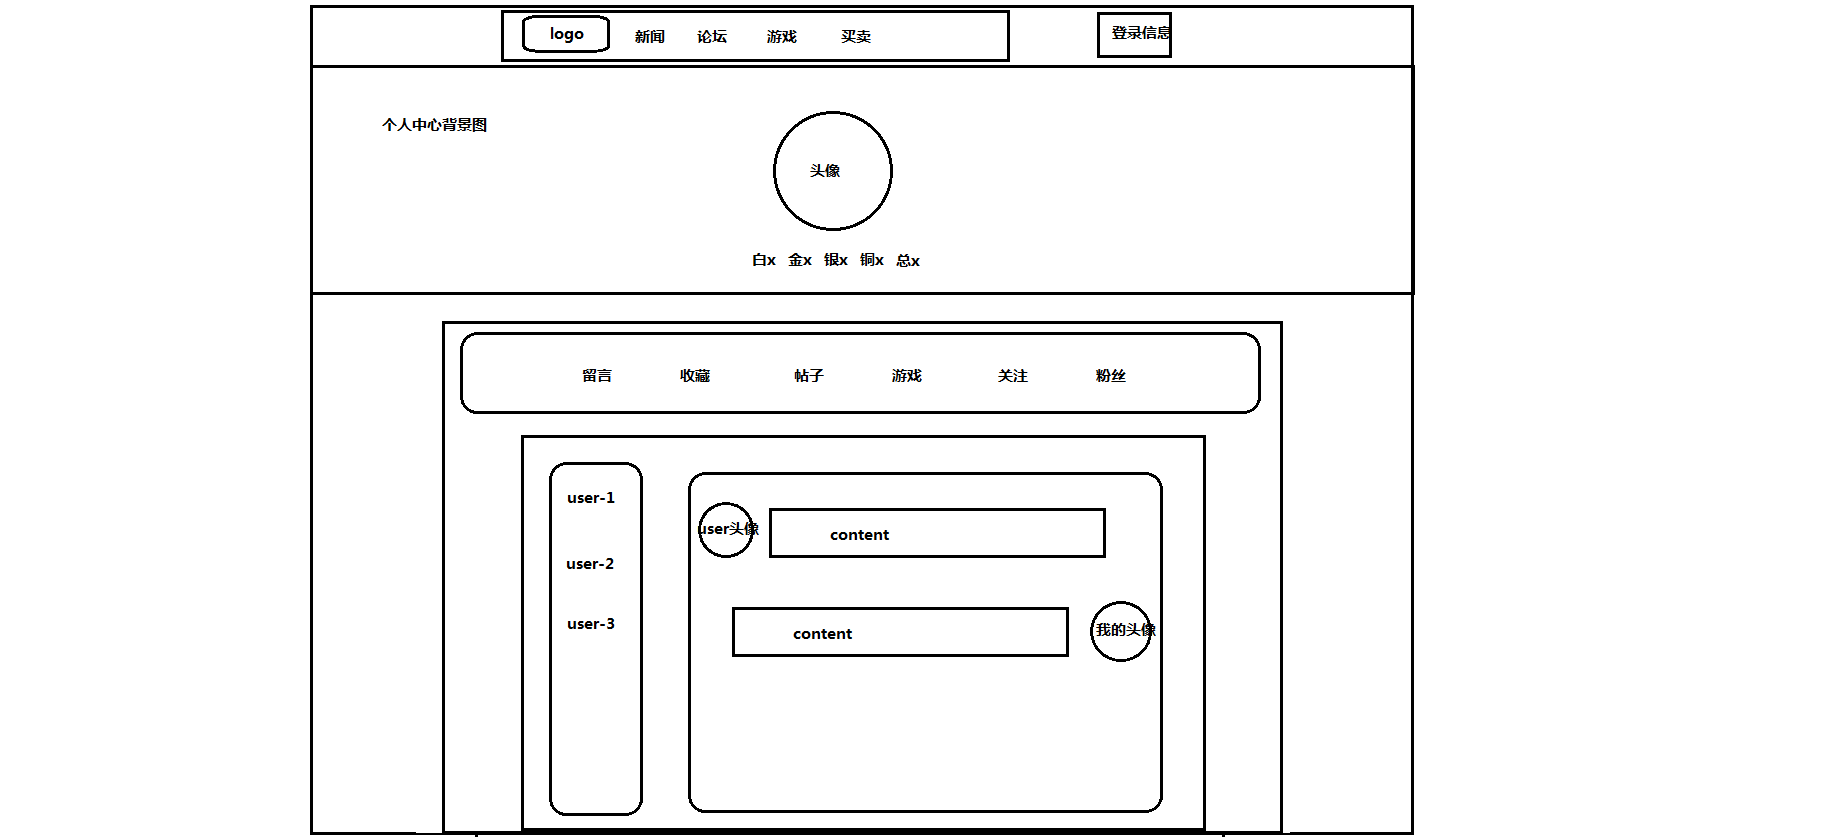 logo 新闻 论坛 游戏 买卖 登录信息
个人中心背景图
头像
白x 金x 银x 铜x 总x
留言 收藏 帖子 游戏 关注 粉丝
user-1
user-2
user-3
user头像 content
content 我的头像